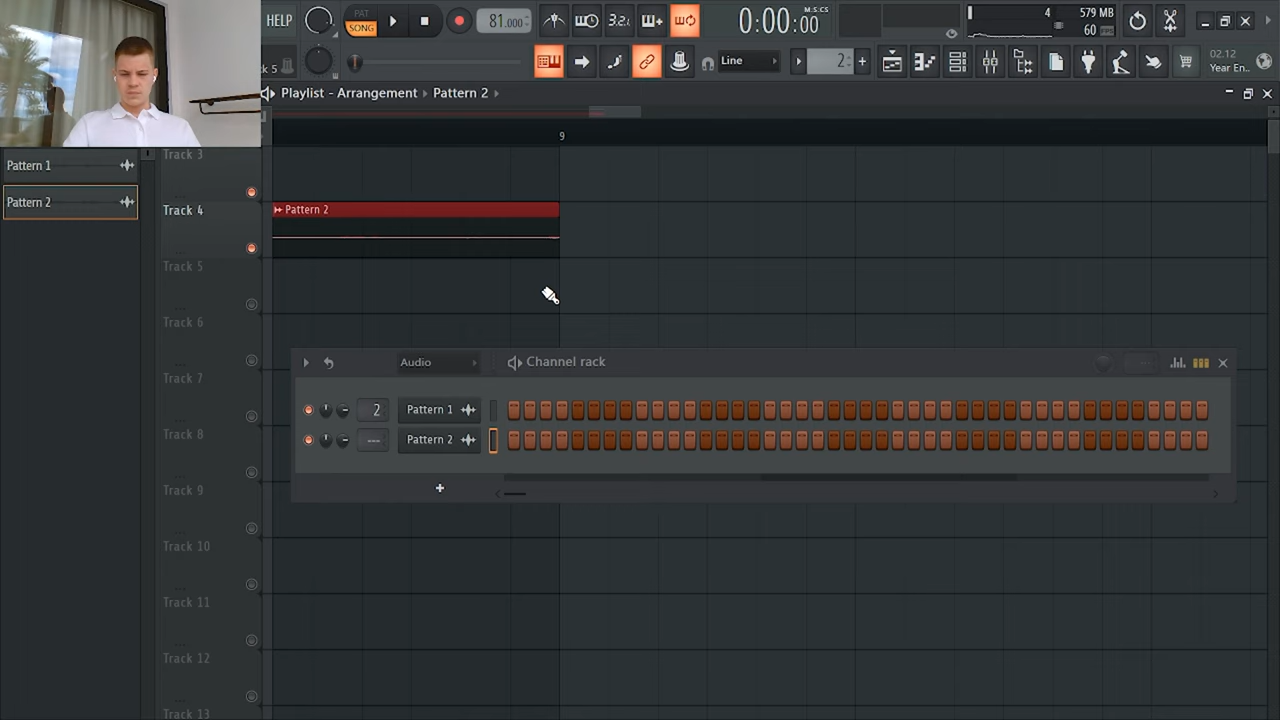 HELP
PAT
SONG
81.000
3.2.
0:00:00
M:S:CS
4
579 MB
60
k 5
Line
2
02.12
Year En..
Playlist - Arrangement
Pattern 2
9
Pattern 1
Pattern 2
Track 3
Track 4
Pattern 2
Track 5
Track 6
Track 7
Track 8
Track 9
Track 10
Track 11
Track 12
Track 13
Audio
Channel rack
2
Pattern 1
---
Pattern 2